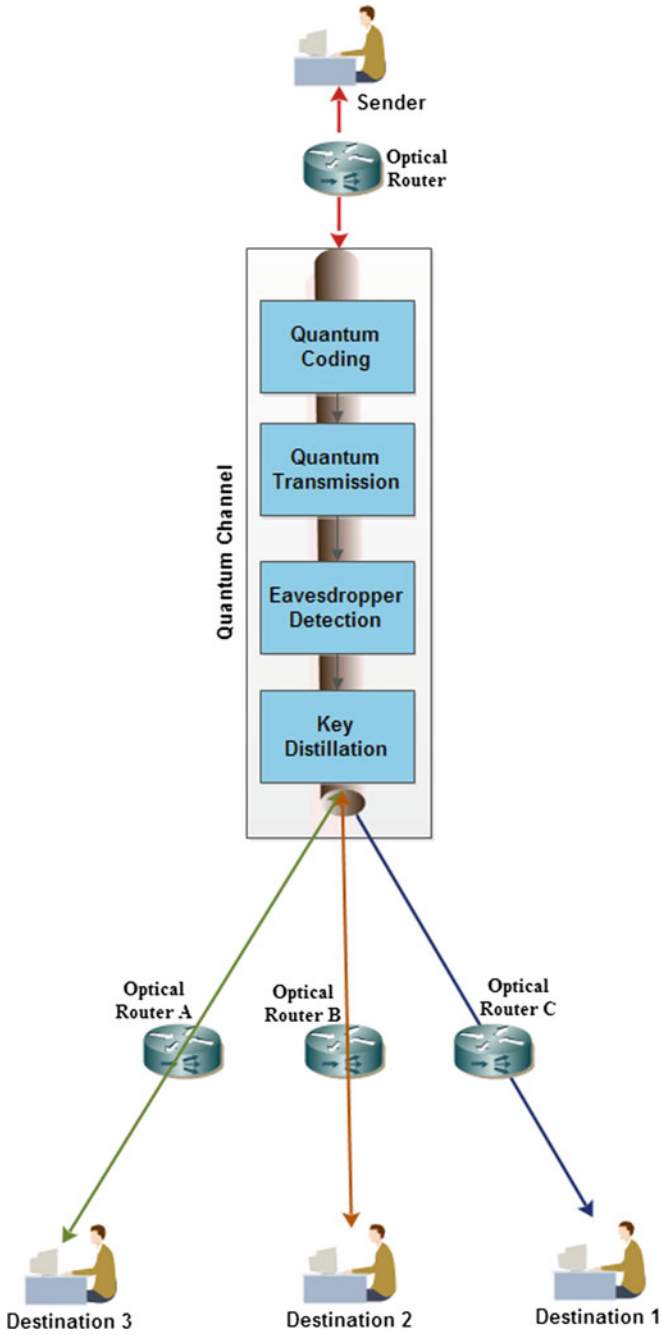 Sender
Optical
Router
Quantum
Coding
Quantum
Transmission
Quantum Channel
Eavesdropper
Detection
Key
Distillation
Optical
Router A
Optical
Router B
Optical
Router C
Destination 3
Destination 2
Destination 1